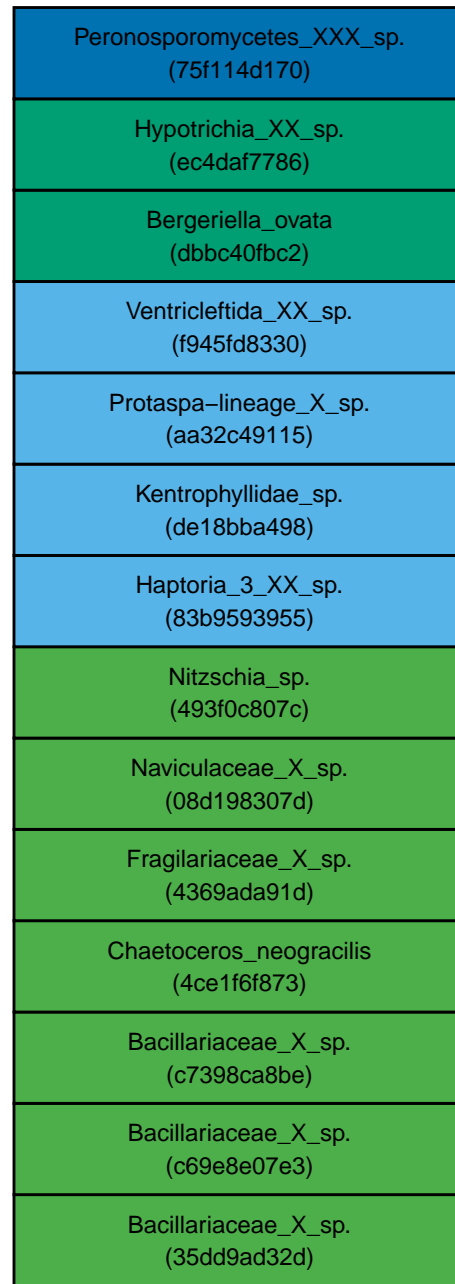 Peronosporomycetes_XXX_sp.
(75f114d170)
Hypotrichia_XX_sp.
(ec4daf7786)
Bergeriella_ovata
(dbbc40fbc2)
Ventricleftida_XX_sp.
(f945fd8330)
Protaspa−lineage_X_sp.
(aa32c49115)
Kentrophyllidae_sp.
(de18bba498)
Haptoria_3_XX_sp.
(83b9593955)
Nitzschia_sp.
(493f0c807c)
Naviculaceae_X_sp.
(08d198307d)
Fragilariaceae_X_sp.
(4369ada91d)
Chaetoceros_neogracilis
(4ce1f6f873)
Bacillariaceae_X_sp.
(c7398ca8be)
Bacillariaceae_X_sp.
(c69e8e07e3)
Bacillariaceae_X_sp.
(35dd9ad32d)